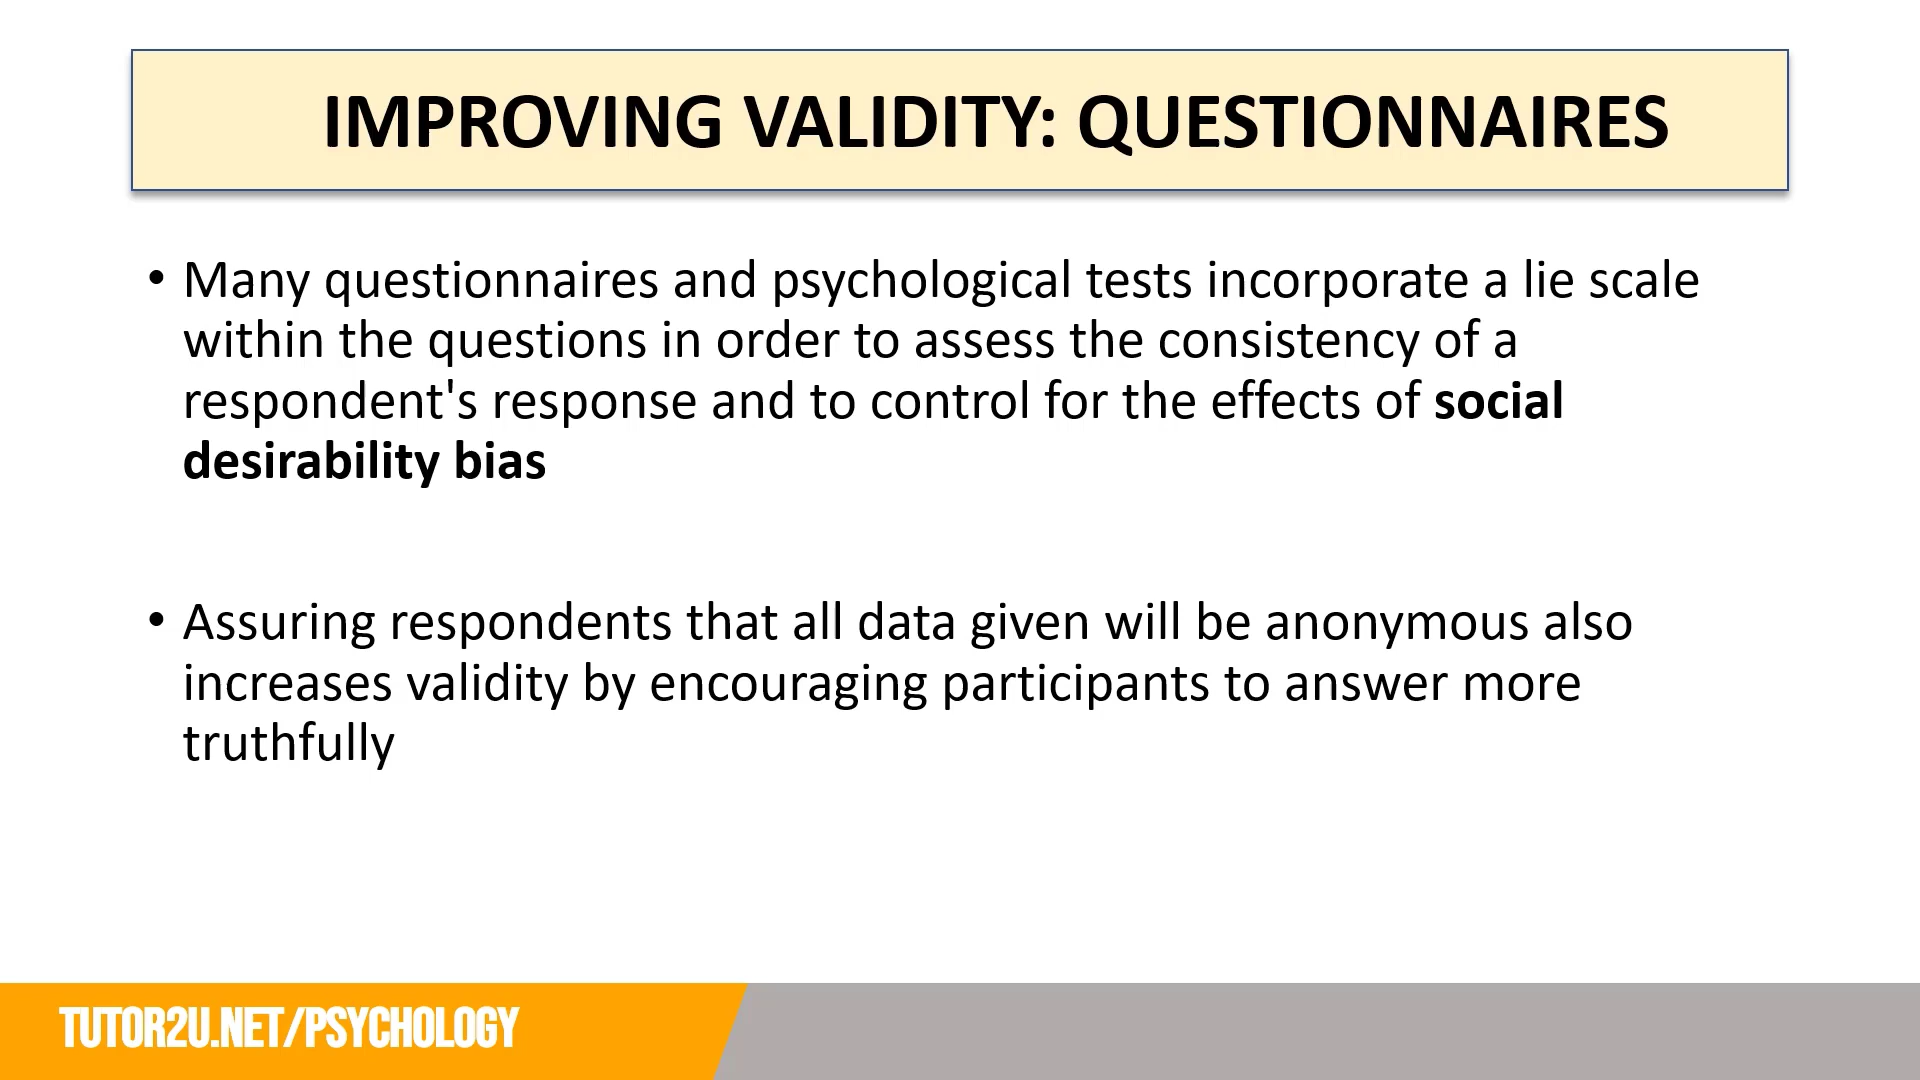 IMPROVING VALIDITY: QUESTIONNAIRES
• Many questionnaires and psychological tests incorporate a lie scale
within the questions in order to assess the consistency of a
respondent's response and to control for the effects of social
desirability bias
• Assuring respondents that all data given will be anonymous also
increases validity by encouraging participants to answer more
truthfully
TUTOR2U.NET/PSYCHOLOGY